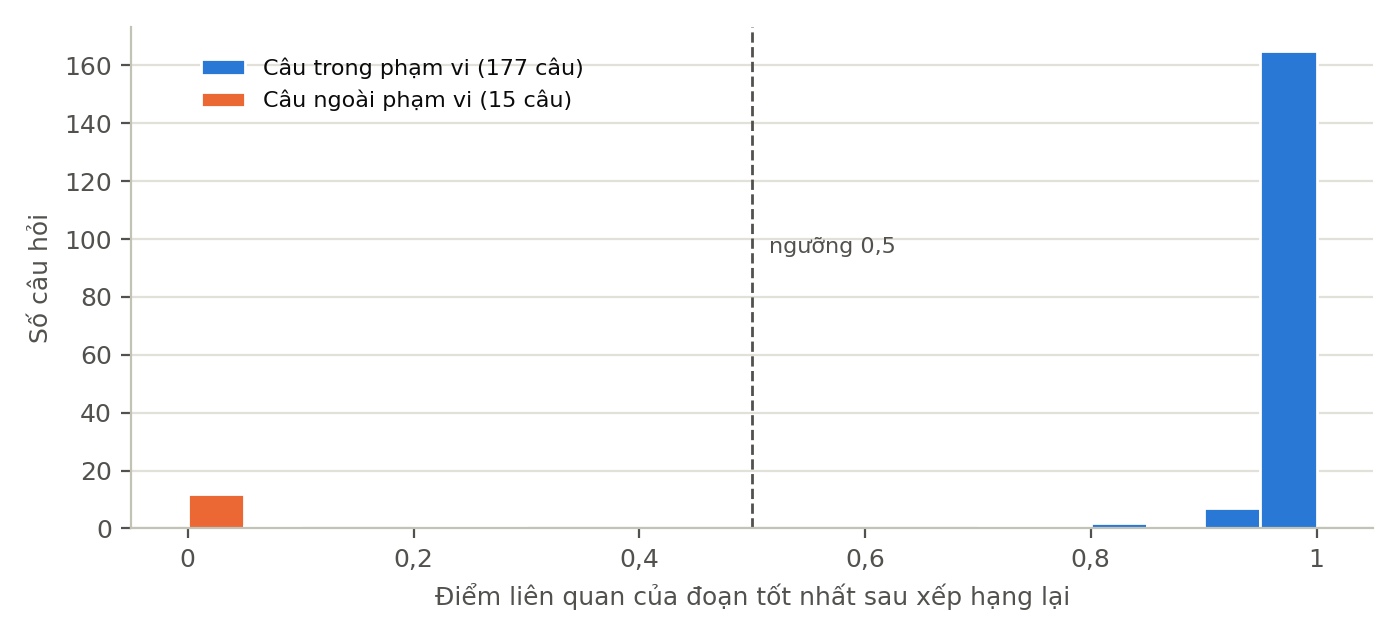 Câu trong phạm vi (177 câu)
Câu ngoài phạm vi (15 câu)
ngưỡng 0,5
Số câu hỏi
160
140
120
100
80
60
40
20
0
0 0,2 0,4 0,6 0,8 1
Điểm liên quan của đoạn tốt nhất sau xếp hạng lại